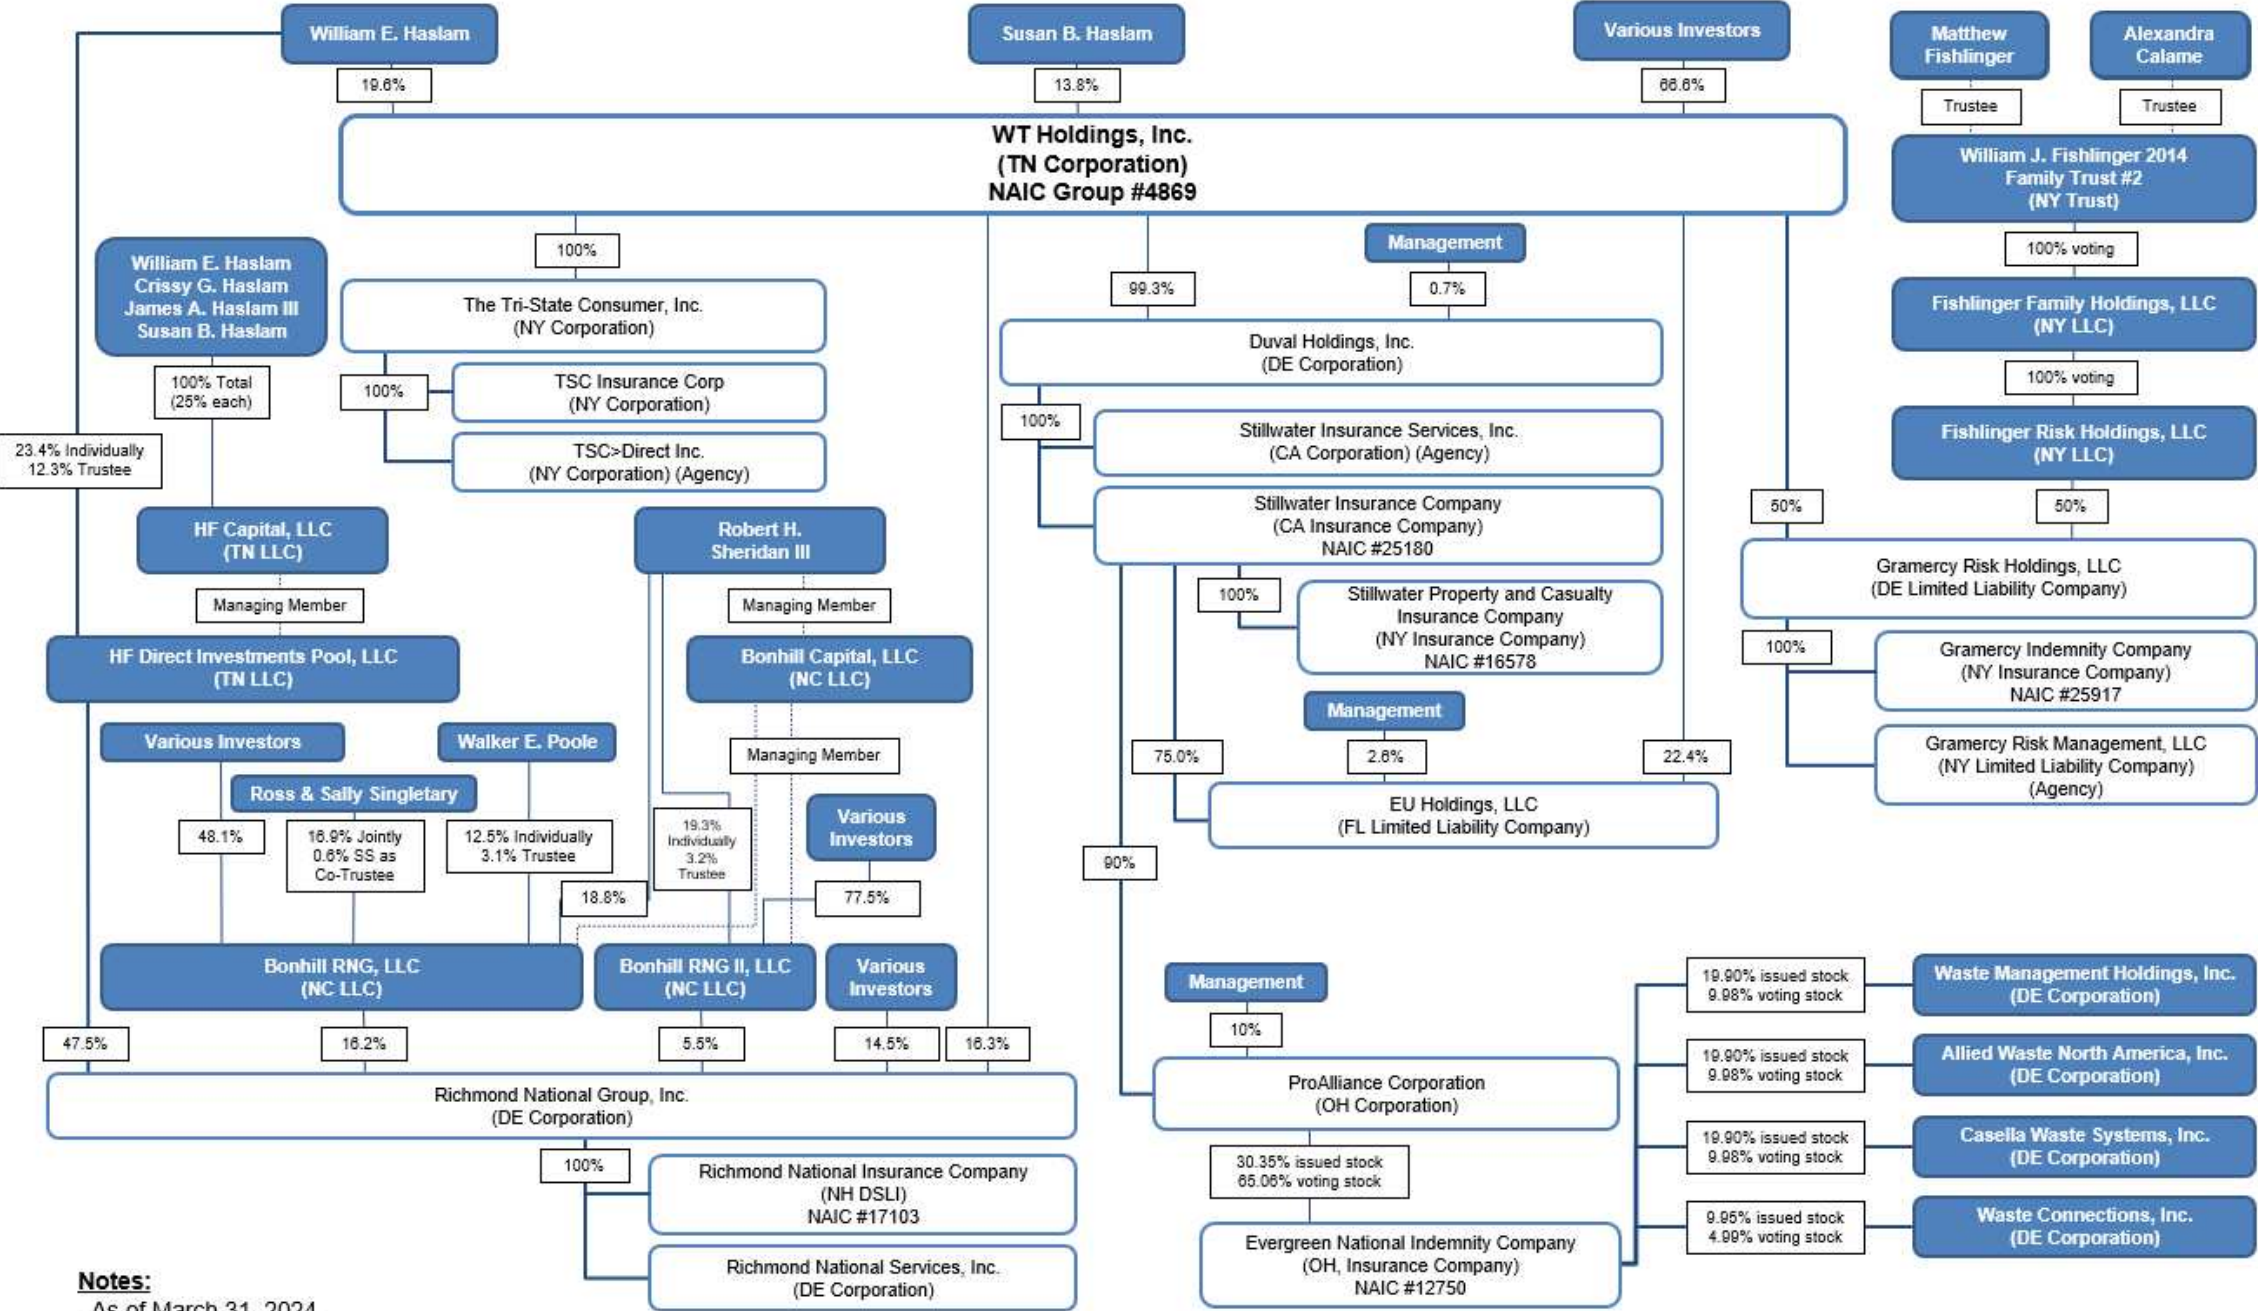 William E. Haslam
Susan B. Haslam
Various Investors
Matthew
Fishlinger
Alexandra
Calame
19.6%
13.8%
66.6%
Trustee
Trustee
WT Holdings, Inc.
(TN Corporation)
NAIC Group #4869
William J. Fishlinger 2014
Family Trust #2
(NY Trust)
100% voting
Fishlinger Family Holdings, LLC
(NY LLC)
100% voting
Fishlinger Risk Holdings, LLC
(NY LLC)
50%
50%
Gramercy Risk Holdings, LLC
(DE Limited Liability Company)
100%
Gramercy Indemnity Company
(NY Insurance Company)
NAIC #25917
Gramercy Risk Management, LLC
(NY Limited Liability Company)
(Agency)
William E. Haslam
Crissy G. Haslam
James A. Haslam III
Susan B. Haslam
100% Total
(25% each)
23.4% Individually
12.3% Trustee
100%
The Tri-State Consumer, Inc.
(NY Corporation)
100%
TSC Insurance Corp
(NY Corporation)
TSC>Direct Inc.
(NY Corporation) (Agency)
99.3%
Management
0.7%
Duval Holdings, Inc.
(DE Corporation)
100%
Stillwater Insurance Services, Inc.
(CA Corporation) (Agency)
Stillwater Insurance Company
(CA Insurance Company)
NAIC #25180
100%
Stillwater Property and Casualty
Insurance Company
(NY Insurance Company)
NAIC #16578
Management
75.0%
2.6%
22.4%
EU Holdings, LLC
(FL Limited Liability Company)
90%
HF Capital, LLC
(TN LLC)
Managing Member
HF Direct Investments Pool, LLC
(TN LLC)
Robert H.
Sheridan III
Managing Member
Bonhill Capital, LLC
(NC LLC)
Managing Member
Various Investors
Walker E. Poole
Ross & Sally Singletary
48.1%
16.9% Jointly
0.6% SS as
Co-Trustee
12.5% Individually
3.1% Trustee
18.8%
19.3%
Individually
3.2%
Trustee
Various
Investors
77.5%
Bonhill RNG, LLC
(NC LLC)
Bonhill RNG II, LLC
(NC LLC)
Various
Investors
47.5%
16.2%
5.5%
14.5%
16.3%
Richmond National Group, Inc.
(DE Corporation)
100%
Richmond National Insurance Company
(NH DSLI)
NAIC #17103
Richmond National Services, Inc.
(DE Corporation)
Management
10%
ProAlliance Corporation
(OH Corporation)
30.35% issued stock
65.06% voting stock
Evergreen National Indemnity Company
(OH, Insurance Company)
NAIC #12750
19.90% issued stock
9.98% voting stock
Waste Management Holdings, Inc.
(DE Corporation)
19.90% issued stock
9.98% voting stock
Allied Waste North America, Inc.
(DE Corporation)
19.90% issued stock
9.98% voting stock
Casella Waste Systems, Inc.
(DE Corporation)
9.95% issued stock
4.99% voting stock
Waste Connections, Inc.
(DE Corporation)
Notes:
As of March 31, 2024